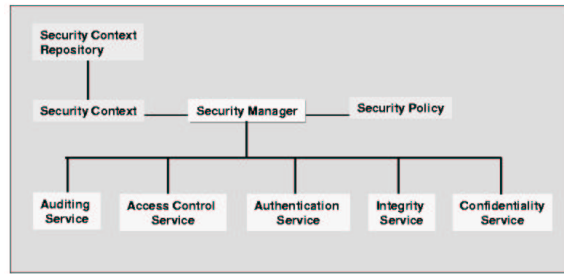 Security Context
Repository
Security Context
Security Manager
Security Policy
Auditing
Service
Access Control
Service
Authentication
Service
Integrity
Service
Confidentiality
Service